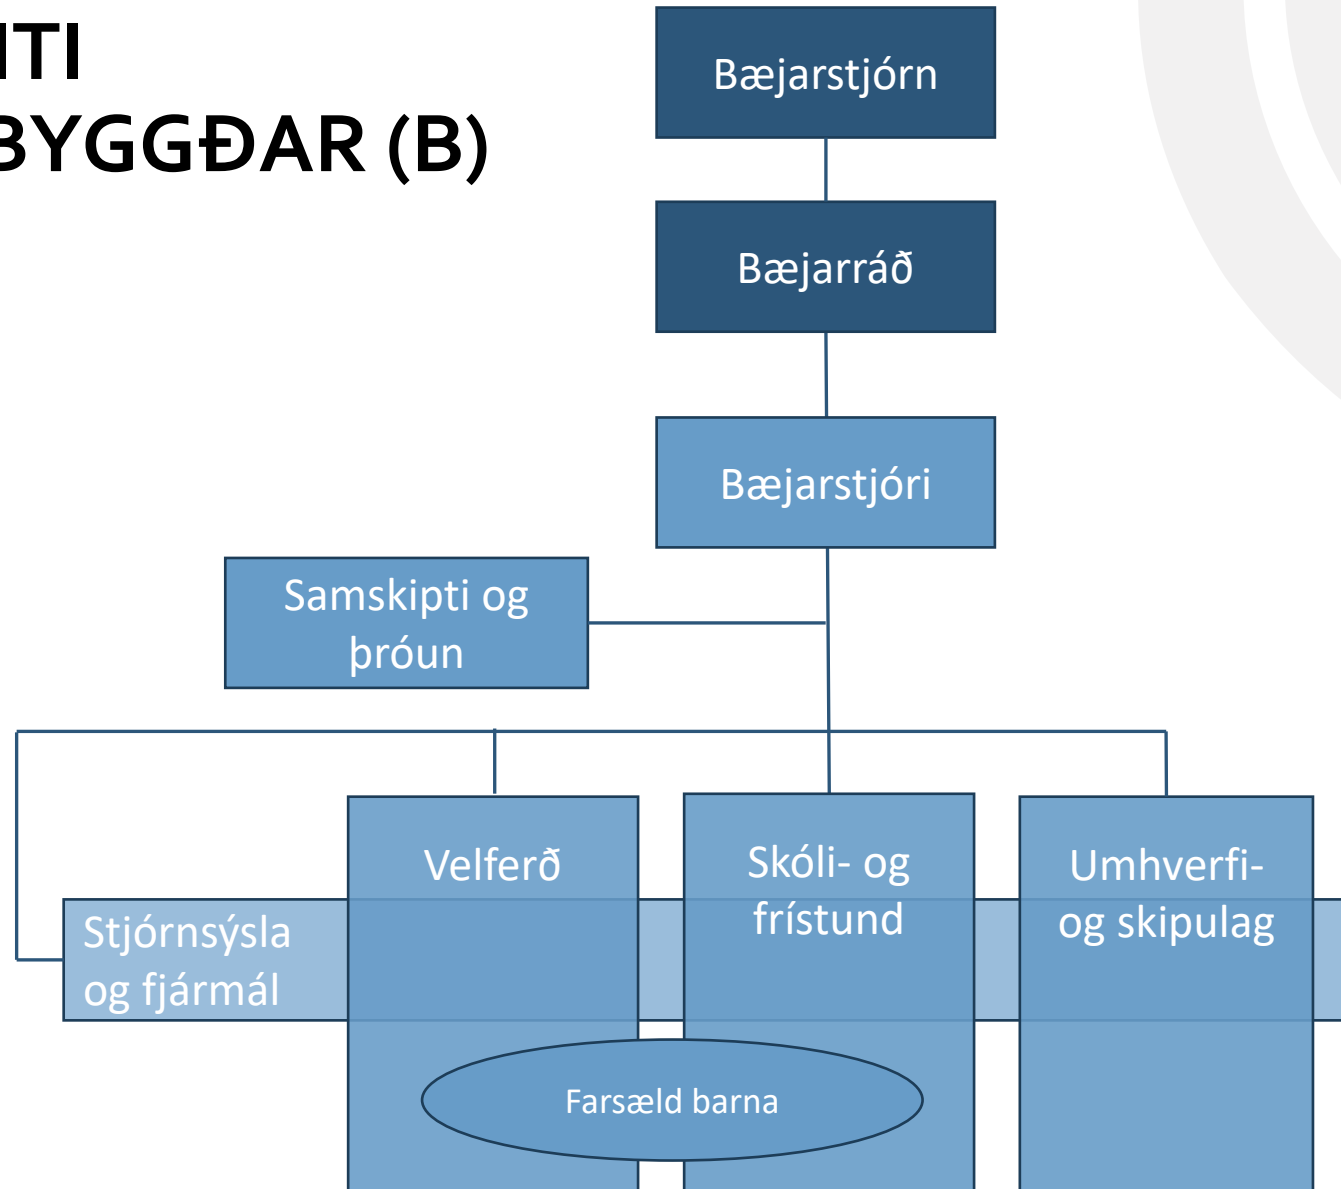 ITI
BYGGÐAR (B)
Bæjarstjórn
Bæjarráð
Bæjarstjóri
Samskipti og
þróun
Velferð
Skóli- og
frístund
Umhverfi-
og skipulag
Stjórnsýsla
og fjármál
Farsæld barna